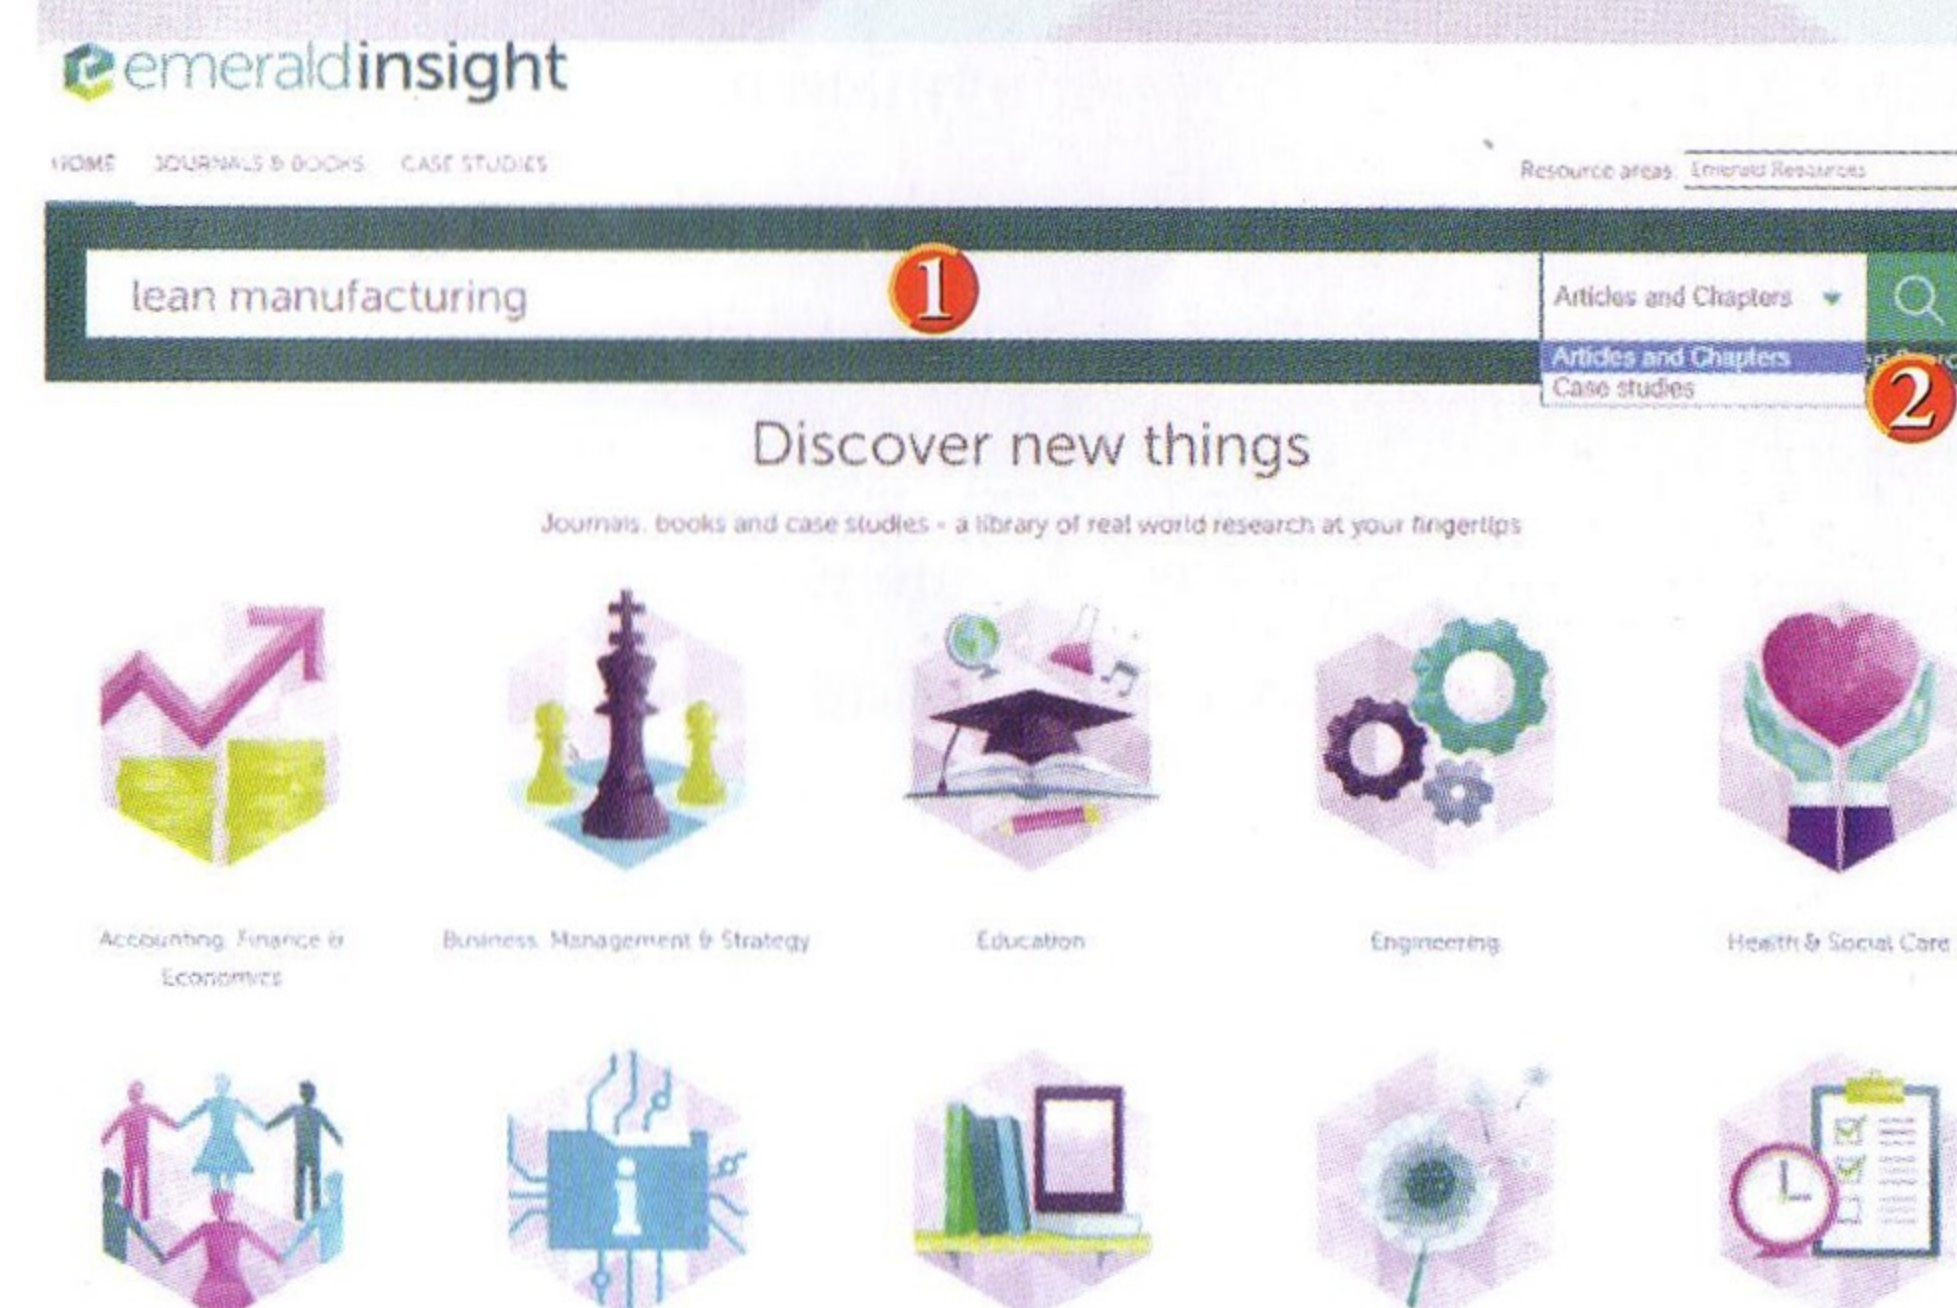 emeraldinsight
HOME JOURNALS & BOOKS CASE STUDIES
Resource areas: Emerald Resources
lean manufacturing
1
Articles and Chapters
Articles and Chapters
Case studies
2
Discover new things
Journals, books and case studies - a library of real world research at your fingertips
Accounting, Finance & Economics
Business, Management & Strategy
Education
Engineering
Health & Social Care
i